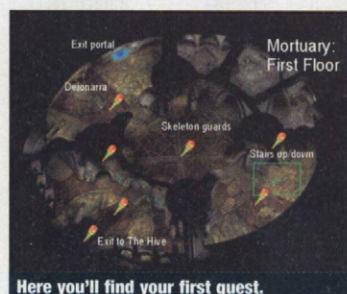 Exit portal
Mortuary:
First Floor
Dejonarra
Skeleton guards
Stairs up/down
Exit to The Hive
Here you'll find your first quest.